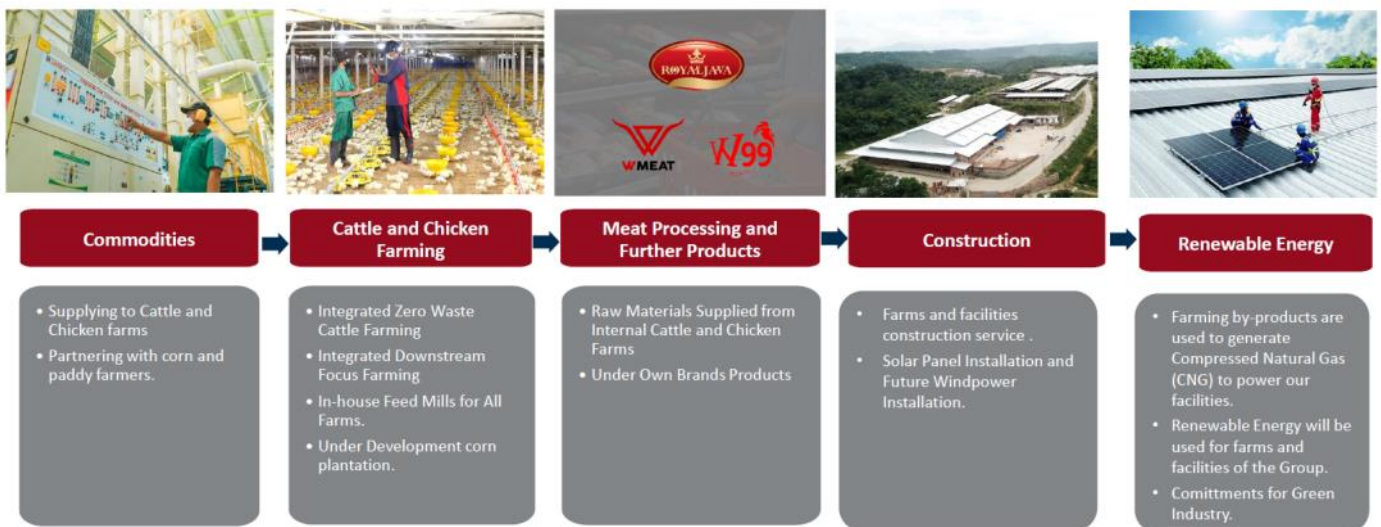 ROYAL JAVA
WMEAT
W99
Commodities
Cattle and Chicken
Farming
Meat Processing and
Further Products
Construction
Renewable Energy
• Supplying to Cattle and
Chicken farms
• Partnering with corn and
paddy farmers.
• Integrated Zero Waste
Cattle Farming
• Integrated Downstream
Focus Farming
• In-house Feed Mills for All
Farms.
• Under Development corn
plantation.
• Raw Materials Supplied from
Internal Cattle and Chicken
Farms
• Under Own Brands Products
• Farms and facilities
construction service .
• Solar Panel Installation and
Future Windpower
Installation.
• Farming by-products are
used to generate
Compressed Natural Gas
(CNG) to power our
facilities.
• Renewable Energy will be
used for farms and
facilities of the Group.
• Comittments for Green
Industry.